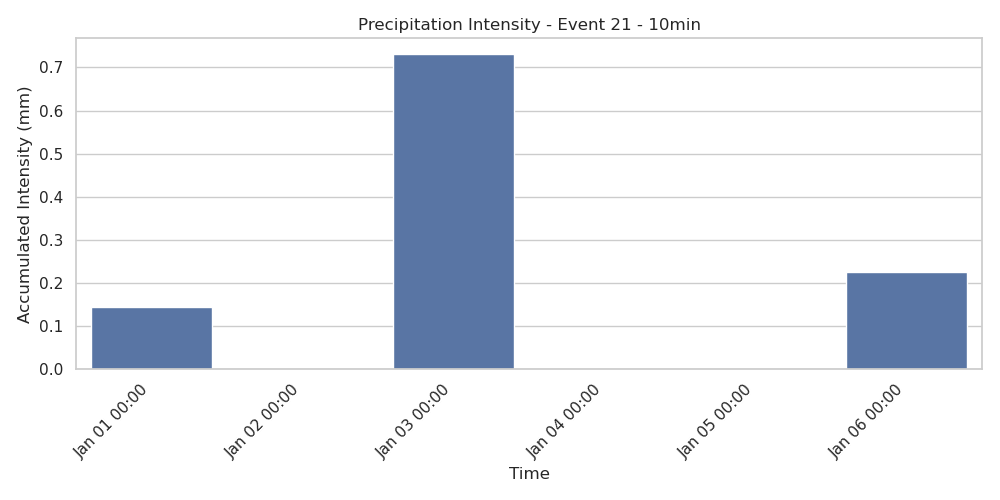 Precipitation Intensity - Event 21 - 10min
Accumulated Intensity (mm)
0.7
0.6
0.5
0.4
0.3
0.2
0.1
0.0
Jan 01 00:00
Jan 02 00:00
Jan 03 00:00
Jan 04 00:00
Jan 05 00:00
Jan 06 00:00
Time